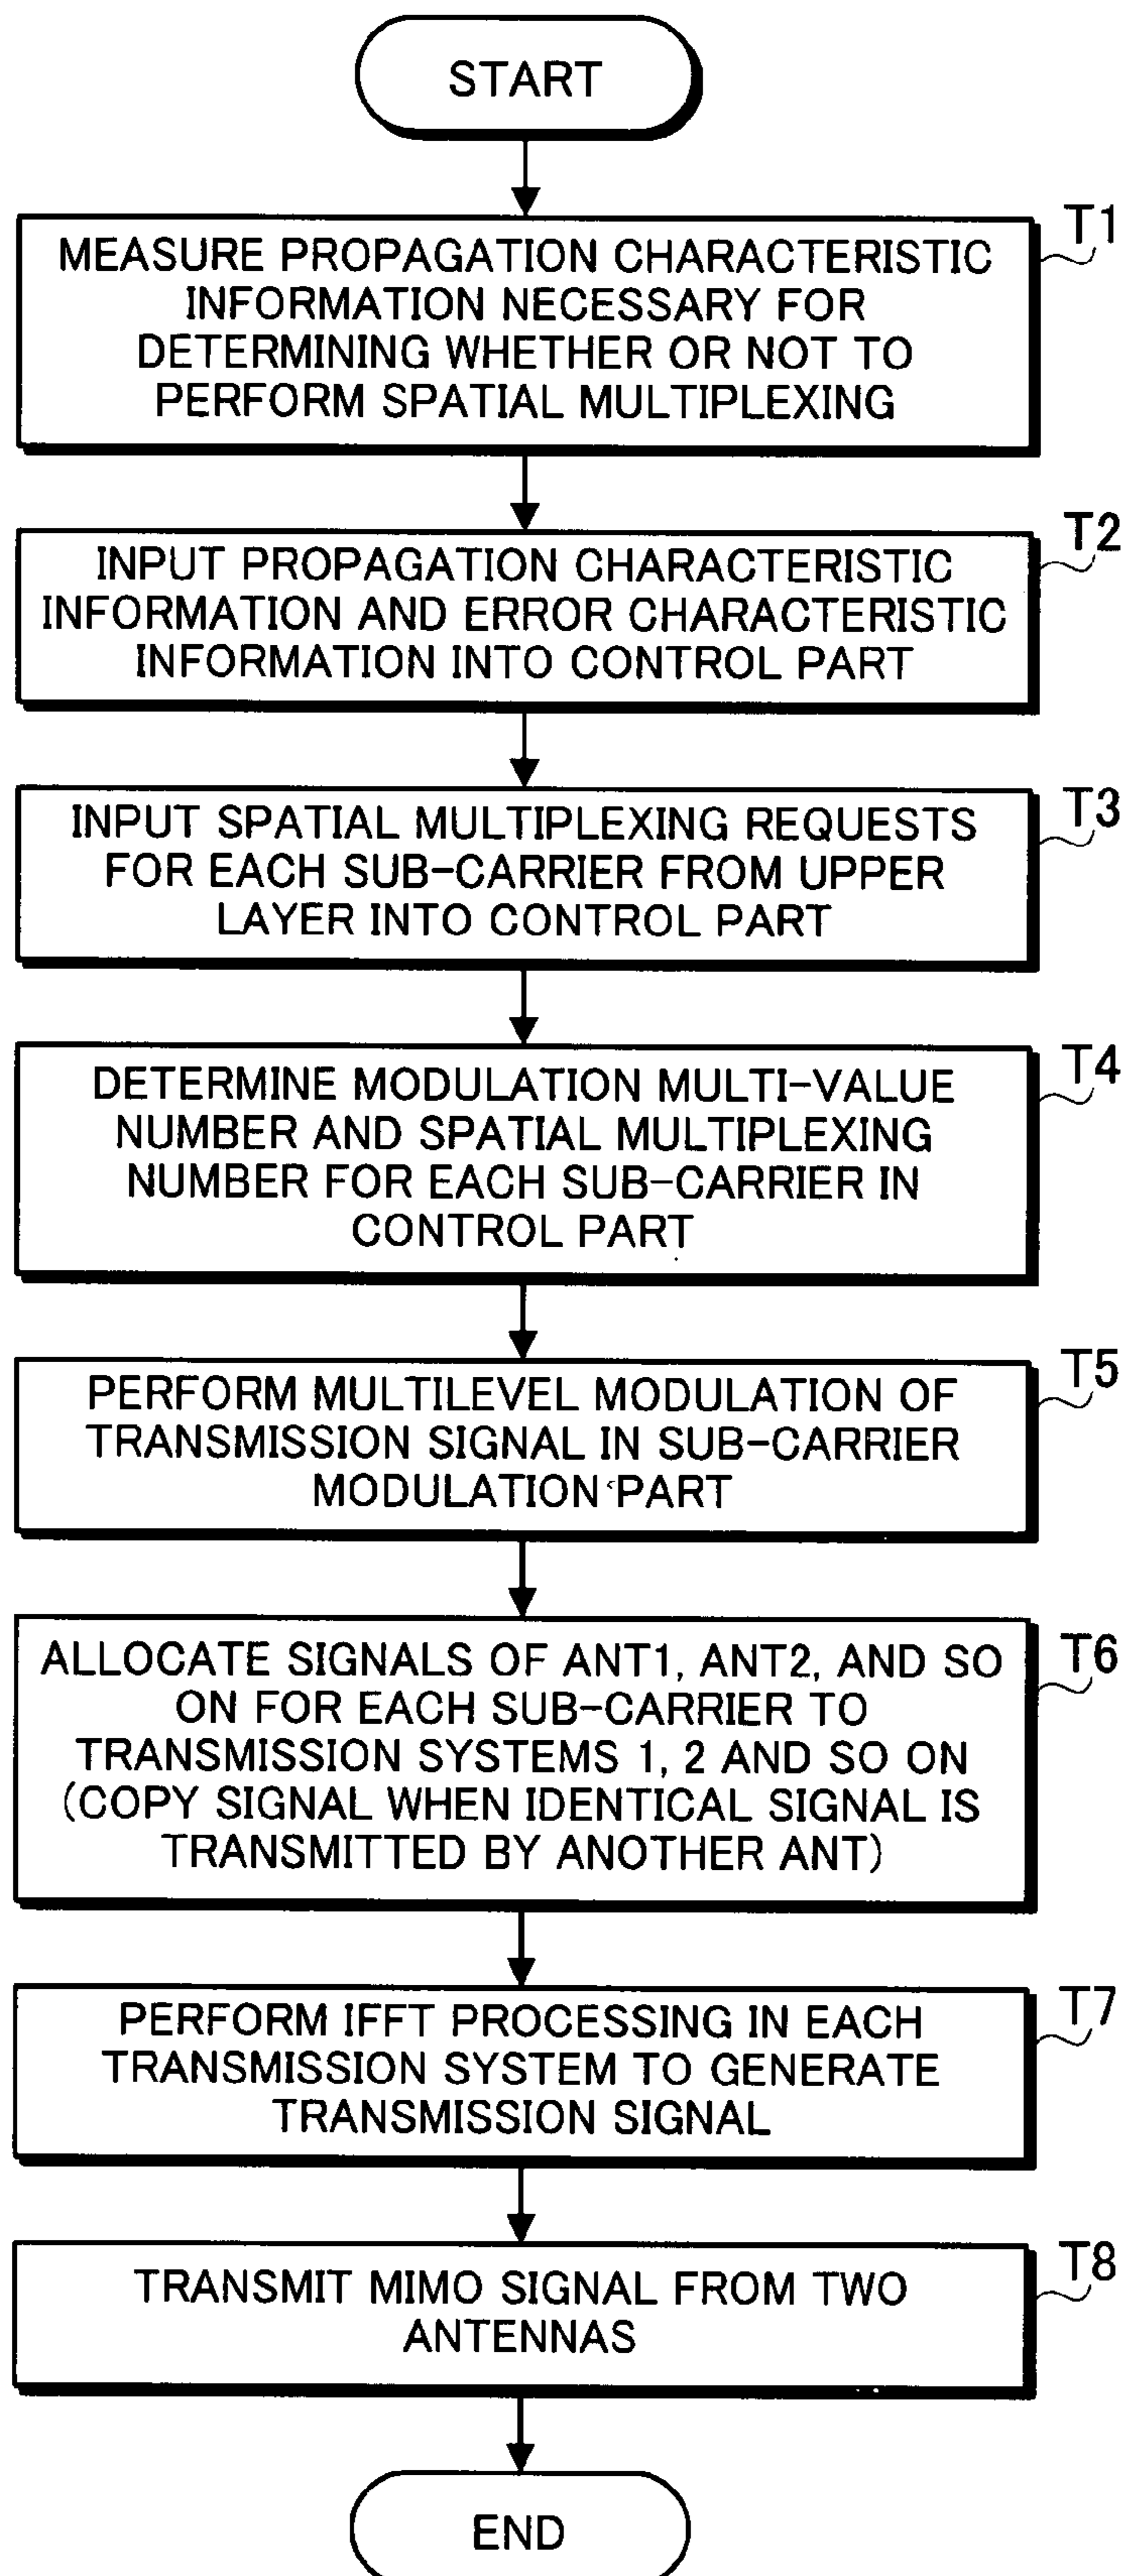 START
T1
MEASURE PROPAGATION CHARACTERISTIC
INFORMATION NECESSARY FOR
DETERMINING WHETHER OR NOT TO
PERFORM SPATIAL MULTIPLEXING
T2
INPUT PROPAGATION CHARACTERISTIC
INFORMATION AND ERROR CHARACTERISTIC
INFORMATION INTO CONTROL PART
T3
INPUT SPATIAL MULTIPLEXING REQUESTS
FOR EACH SUB-CARRIER FROM UPPER
LAYER INTO CONTROL PART
T4
DETERMINE MODULATION MULTI-VALUE
NUMBER AND SPATIAL MULTIPLEXING
NUMBER FOR EACH SUB-CARRIER IN
CONTROL PART
T5
PERFORM MULTILEVEL MODULATION OF
TRANSMISSION SIGNAL IN SUB-CARRIER
MODULATION PART
T6
ALLOCATE SIGNALS OF ANT1, ANT2, AND SO
ON FOR EACH SUB-CARRIER TO
TRANSMISSION SYSTEMS 1, 2 AND SO ON
(COPY SIGNAL WHEN IDENTICAL SIGNAL IS
TRANSMITTED BY ANOTHER ANT)
T7
PERFORM IFFT PROCESSING IN EACH
TRANSMISSION SYSTEM TO GENERATE
TRANSMISSION SIGNAL
T8
TRANSMIT MIMO SIGNAL FROM TWO
ANTENNAS
END